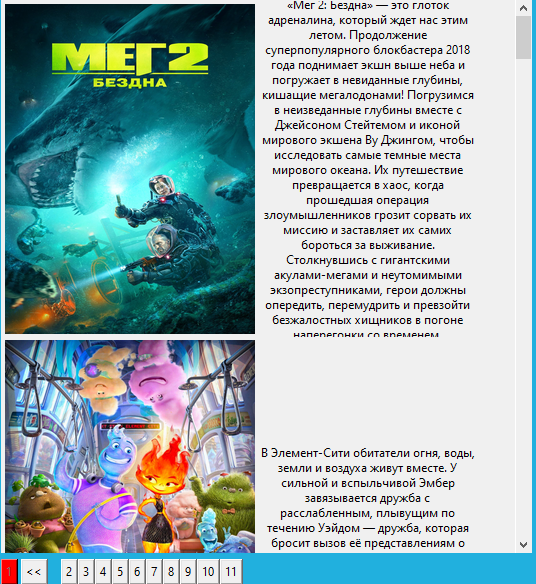 МЕГ2
БЕЗДНА
«Мег 2: Бездна» — это глоток
адреналина, который ждет нас этим
летом. Продолжение
суперпопулярного блокбастера 2018
года поднимает экшн выше неба и
погружает в невиданные глубины,
кишащие мегалодонами! Погрузимся
в неизведанные глубины вместе с
Джейсоном Стейтемом и иконой
мирового экшена Ву Джингом, чтобы
исследовать самые темные места
мирового океана. Их путешествие
превращается в хаос, когда
прошедшая операция
злоумышленников грозит сорвать их
миссию и заставляет их самих
бороться за выживание.
Столкнувшись с гигантскими
акулами-мегами и неутомимыми
экзопреступниками, герои должны
опередить, перемудрить и превзойти
безжалостных хищников в погоне
наперегонки со временем
В Элемент-Сити обитатели огня, воды,
земли и воздуха живут вместе. У
сильной и вспыльчивой Эмбер
завязывается дружба с
расслабленным, плывущим по
течению Уэйдом — дружба, которая
бросит вызов её представлениям о
1 << 2 3 4 5 6 7 8 9 10 11